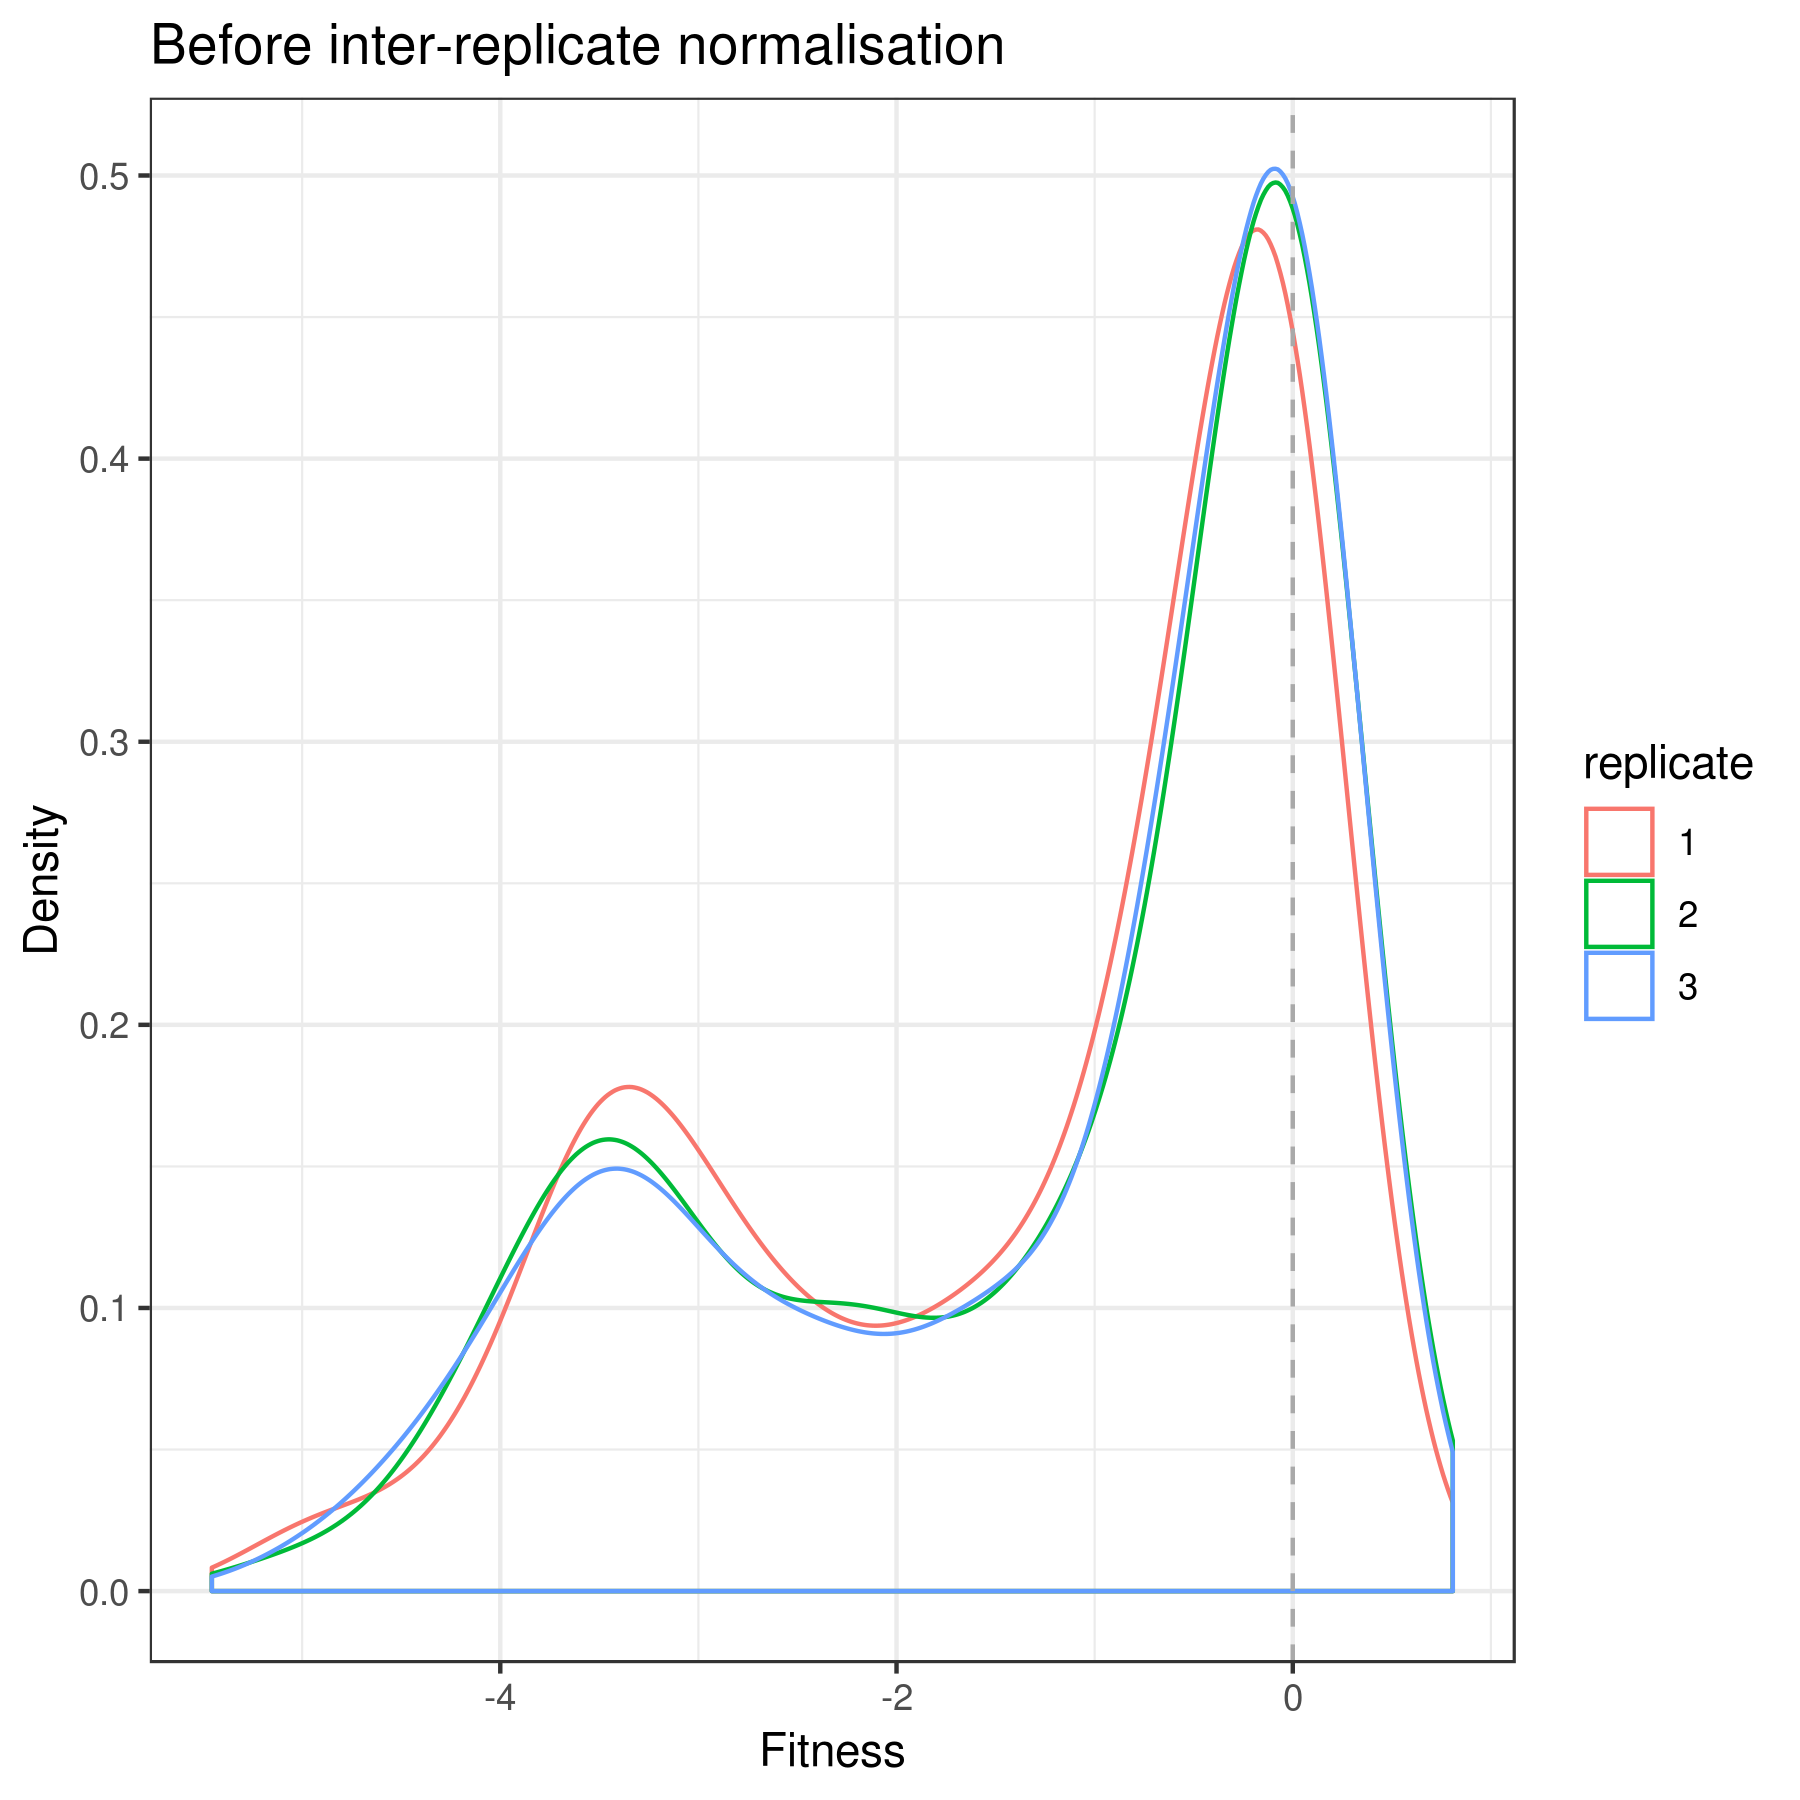 Before inter-replicate normalisation
0.5
0.4
0.3
0.2
0.1
0.0
Density
-4 -2 0
Fitness
replicate
1
2
3